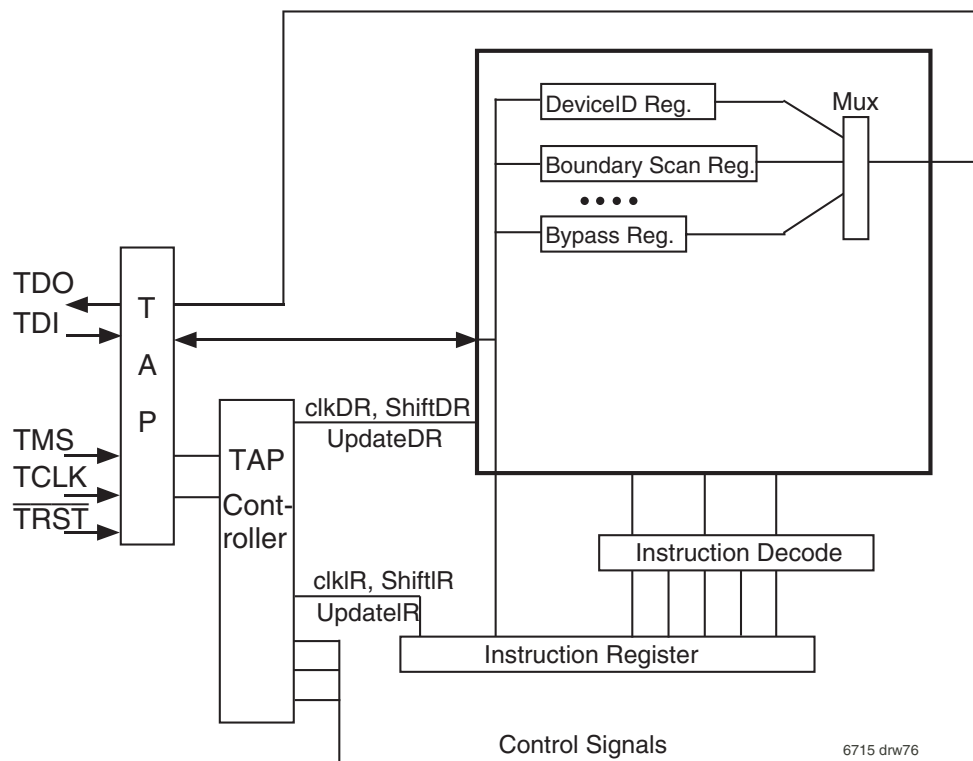 DeviceID Reg.
Mux
Boundary Scan Reg.
Bypass Reg.
TDO
TDI
T
A
P
TMS
TCLK
TRST
TAP
Cont-
roller
clkDR, ShiftDR
UpdateDR
Instruction Decode
clkIR, ShiftIR
UpdateIR
Instruction Register
Control Signals
6715 drw76